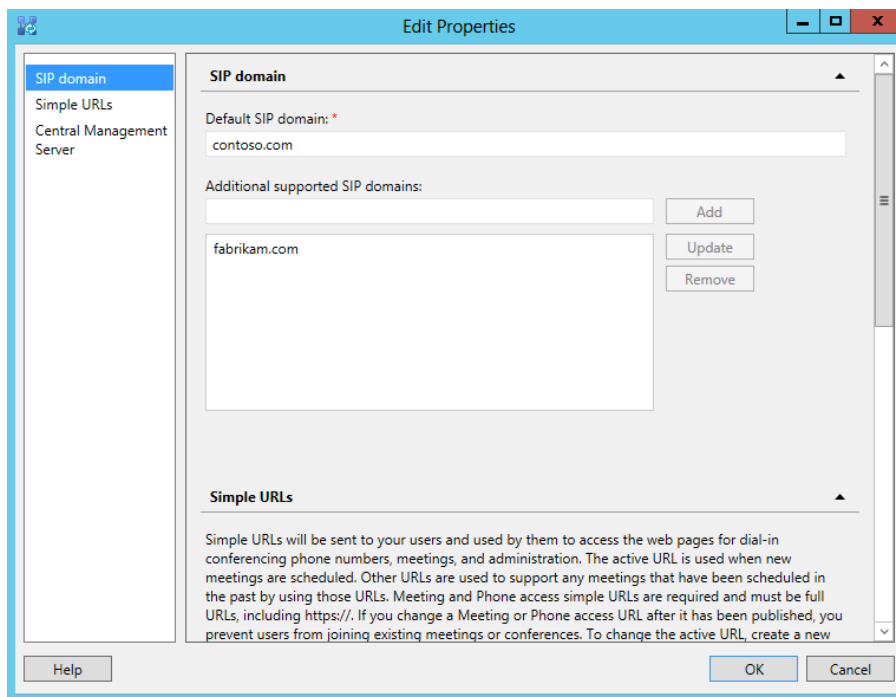 Edit Properties
SIP domain
Simple URLs
Central Management
Server
SIP domain
Default SIP domain: *
contoso.com
Additional supported SIP domains:
Add
fabrikam.com
Update
Remove
Simple URLs
Simple URLs will be sent to your users and used by them to access the web pages for dial-in
conferencing phone numbers, meetings, and administration. The active URL is used when new
meetings are scheduled. Other URLs are used to support any meetings that have been scheduled in
the past by using those URLs. Meeting and Phone access simple URLs are required and must be full
URLs, including https://. If you change a Meeting or Phone access URL after it has been published, you
prevent users from joining existing meetings or conferences. To change the active URL, create a new
Help
OK
Cancel